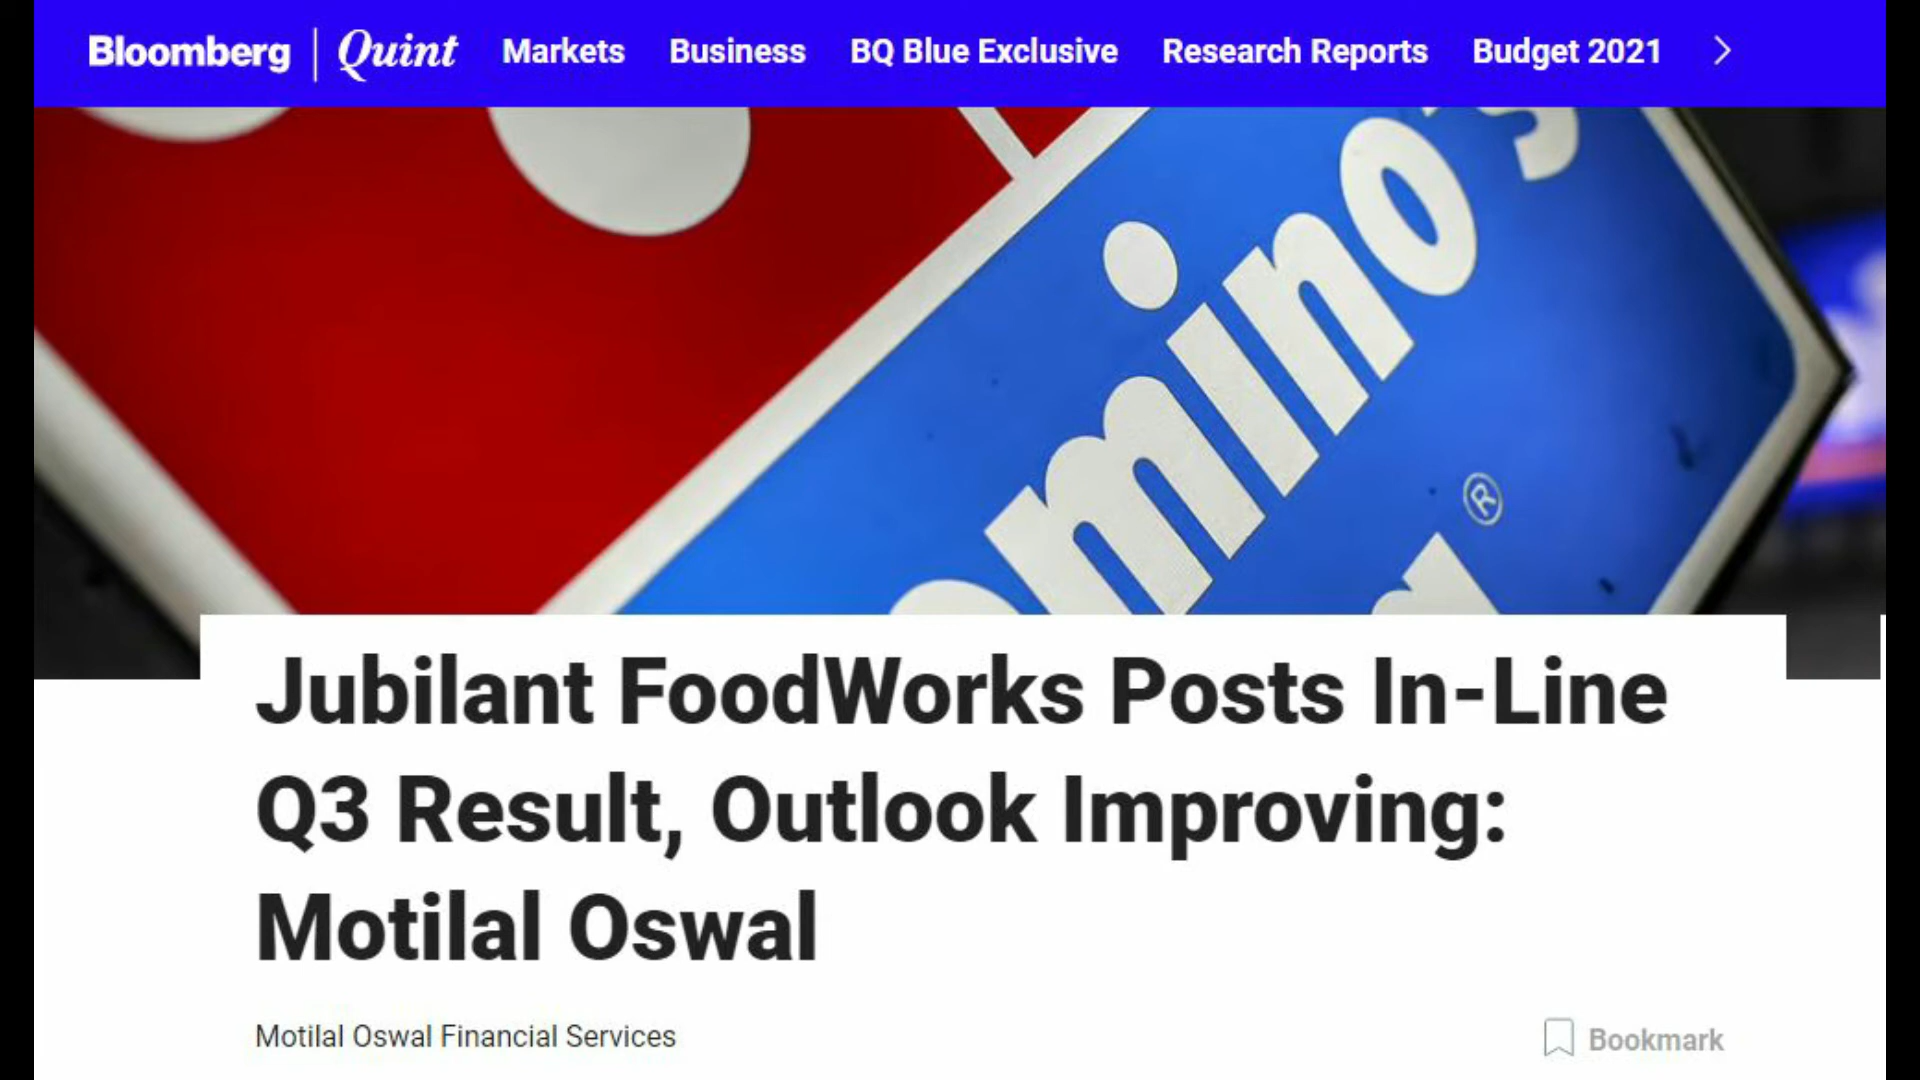 Bloomberg | Quint Markets Business BQ Blue Exclusive Research Reports Budget 2021
omino's
®
Jubilant FoodWorks Posts In-Line
Q3 Result, Outlook Improving:
Motilal Oswal
Motilal Oswal Financial Services
Bookmark